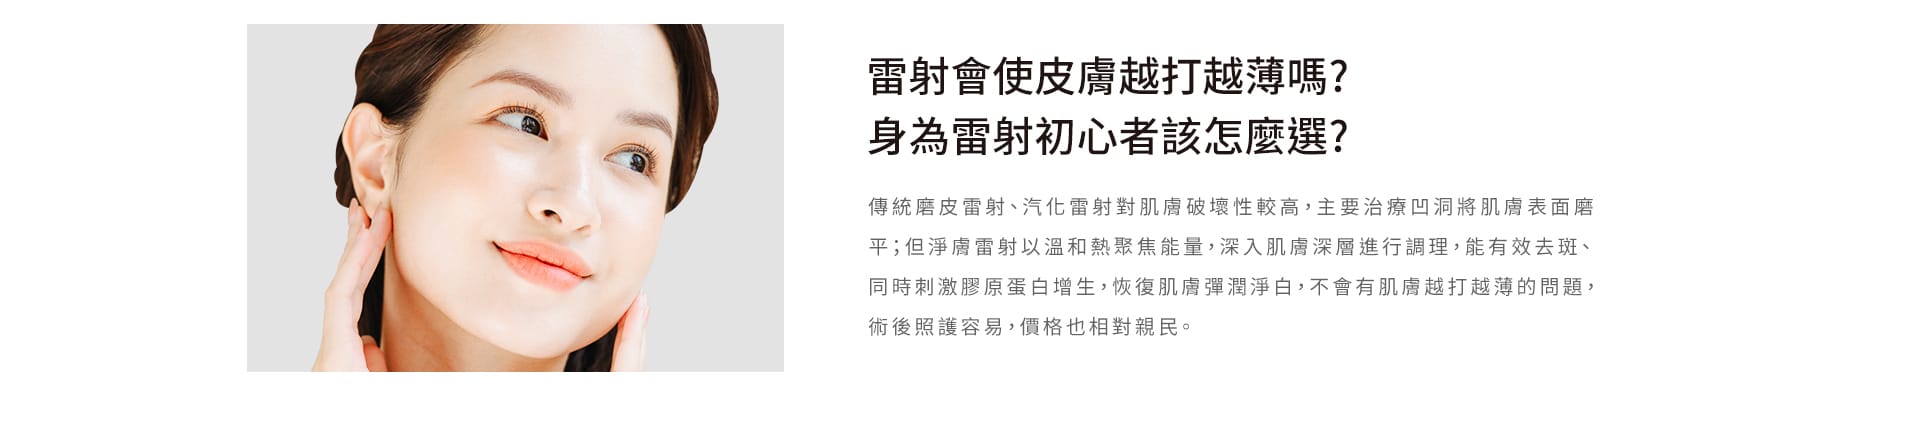 雷射會使皮膚越打越薄嗎?
身為雷射初心者該怎麼選?
傳統磨皮雷射、汽化雷射對肌膚破壞性較高,主要治療凹洞將肌膚表面磨
平;但淨膚雷射以溫和熱聚焦能量,深入肌膚深層進行調理,能有效去斑、
同時刺激膠原蛋白增生,恢復肌膚彈潤淨白,不會有肌膚越打越薄的問題,
術後照護容易,價格也相對親民。